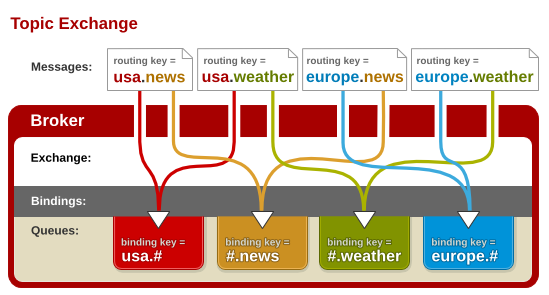 Topic Exchange
Messages:
routing key =
usa.news
routing key =
usa.weather
routing key =
europe.news
routing key =
europe.weather
Broker
Exchange:
Bindings:
Queues:
binding key =
usa.#
binding key =
#.news
binding key =
#.weather
binding key =
europe.#